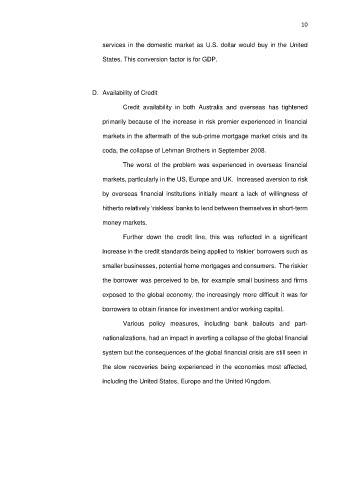 10
services in the domestic market as U.S. dollar would buy in the United
States. This conversion factor is for GDP.
D. Availability of Credit
Credit availability in both Australia and overseas has tightened
primarily because of the increase in risk premier experienced in financial
markets in the aftermath of the sub-prime mortgage market crisis and its
coda, the collapse of Lehman Brothers in September 2008.
The worst of the problem was experienced in overseas financial
markets, particularly in the US, Europe and UK. Increased aversion to risk
by overseas financial institutions initially meant a lack of willingness of
hitherto relatively 'riskless' banks to lend between themselves in short-term
money markets.
Further down the credit line, this was reflected in a significant
increase in the credit standards being applied to 'riskier' borrowers such as
smaller businesses, potential home mortgages and consumers. The riskier
the borrower was perceived to be, for example small business and firms
exposed to the global economy, the increasingly more difficult it was for
borrowers to obtain finance for investment and/or working capital.
Various policy measures, including bank bailouts and part-
nationalizations, had an impact in averting a collapse of the global financial
system but the consequences of the global financial crisis are still seen in
the slow recoveries being experienced in the economies most affected,
including the United States, Europe and the United Kingdom.